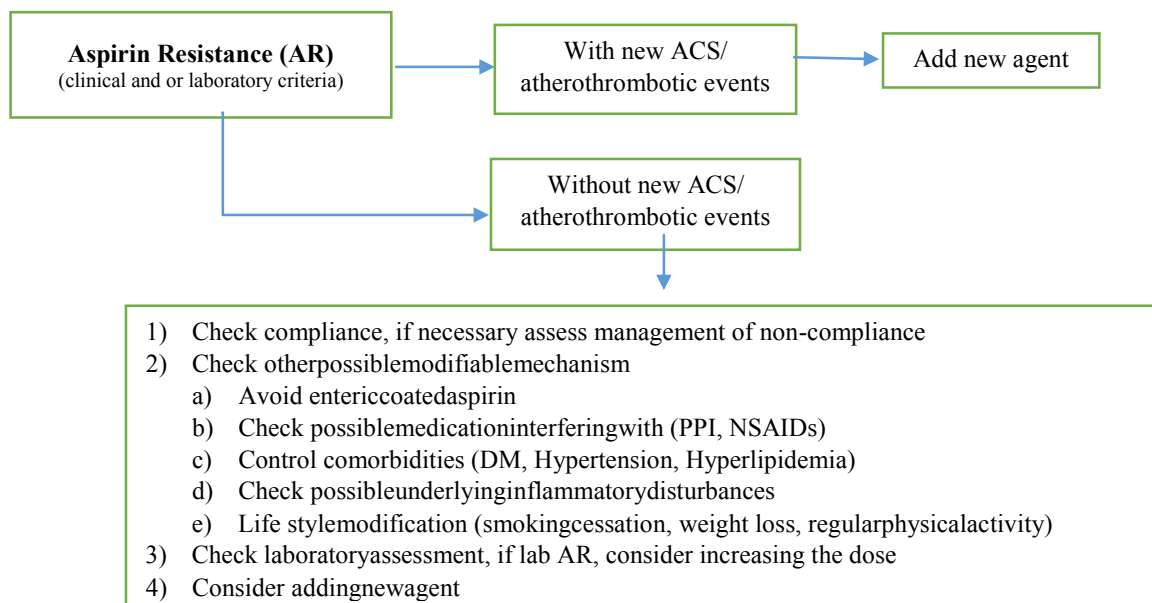 Aspirin Resistance (AR)
(clinical and or laboratory criteria)
With new ACS/
atherothrombotic events
Add new agent
Without new ACS/
atherothrombotic events
1) Check compliance, if necessary assess management of non-compliance
2) Check otherpossiblemodifiablemechanism
a) Avoid entericcoatedaspirin
b) Check possiblemedicationinterferingwith (PPI, NSAIDs)
c) Control comorbidities (DM, Hypertension, Hyperlipidemia)
d) Check possibleunderlyinginflammatorydisturbances
e) Life stylemodification (smokingcessation, weight loss, regularphysicalactivity)
3) Check laboratoryassessment, if lab AR, consider increasing the dose
4) Consider addingnewagent